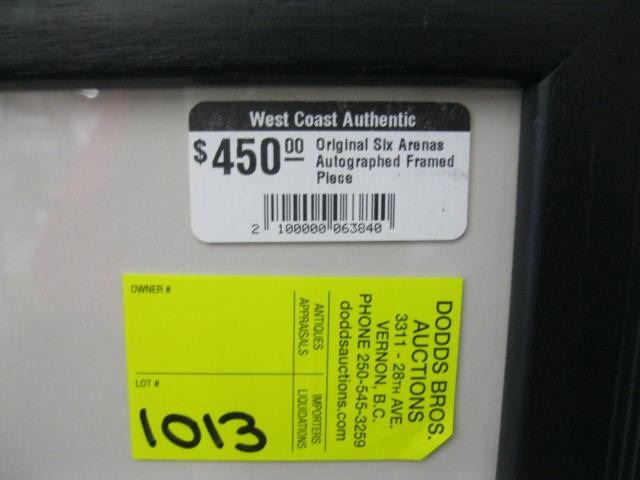 West Coast Authentic
$450.00 Original Six Arenas
Autographed Framed
Piece
2 100000 063840
OWNER #
LOT #
1013
ANTIQUES
APPRAISALS
IMPORTERS
LIQUIDATIONS
DODDS BROS.
AUCTIONS
3311 - 28TH AVE.
VERNON, B.C.
PHONE 250-545-3259
doddsauctions.com